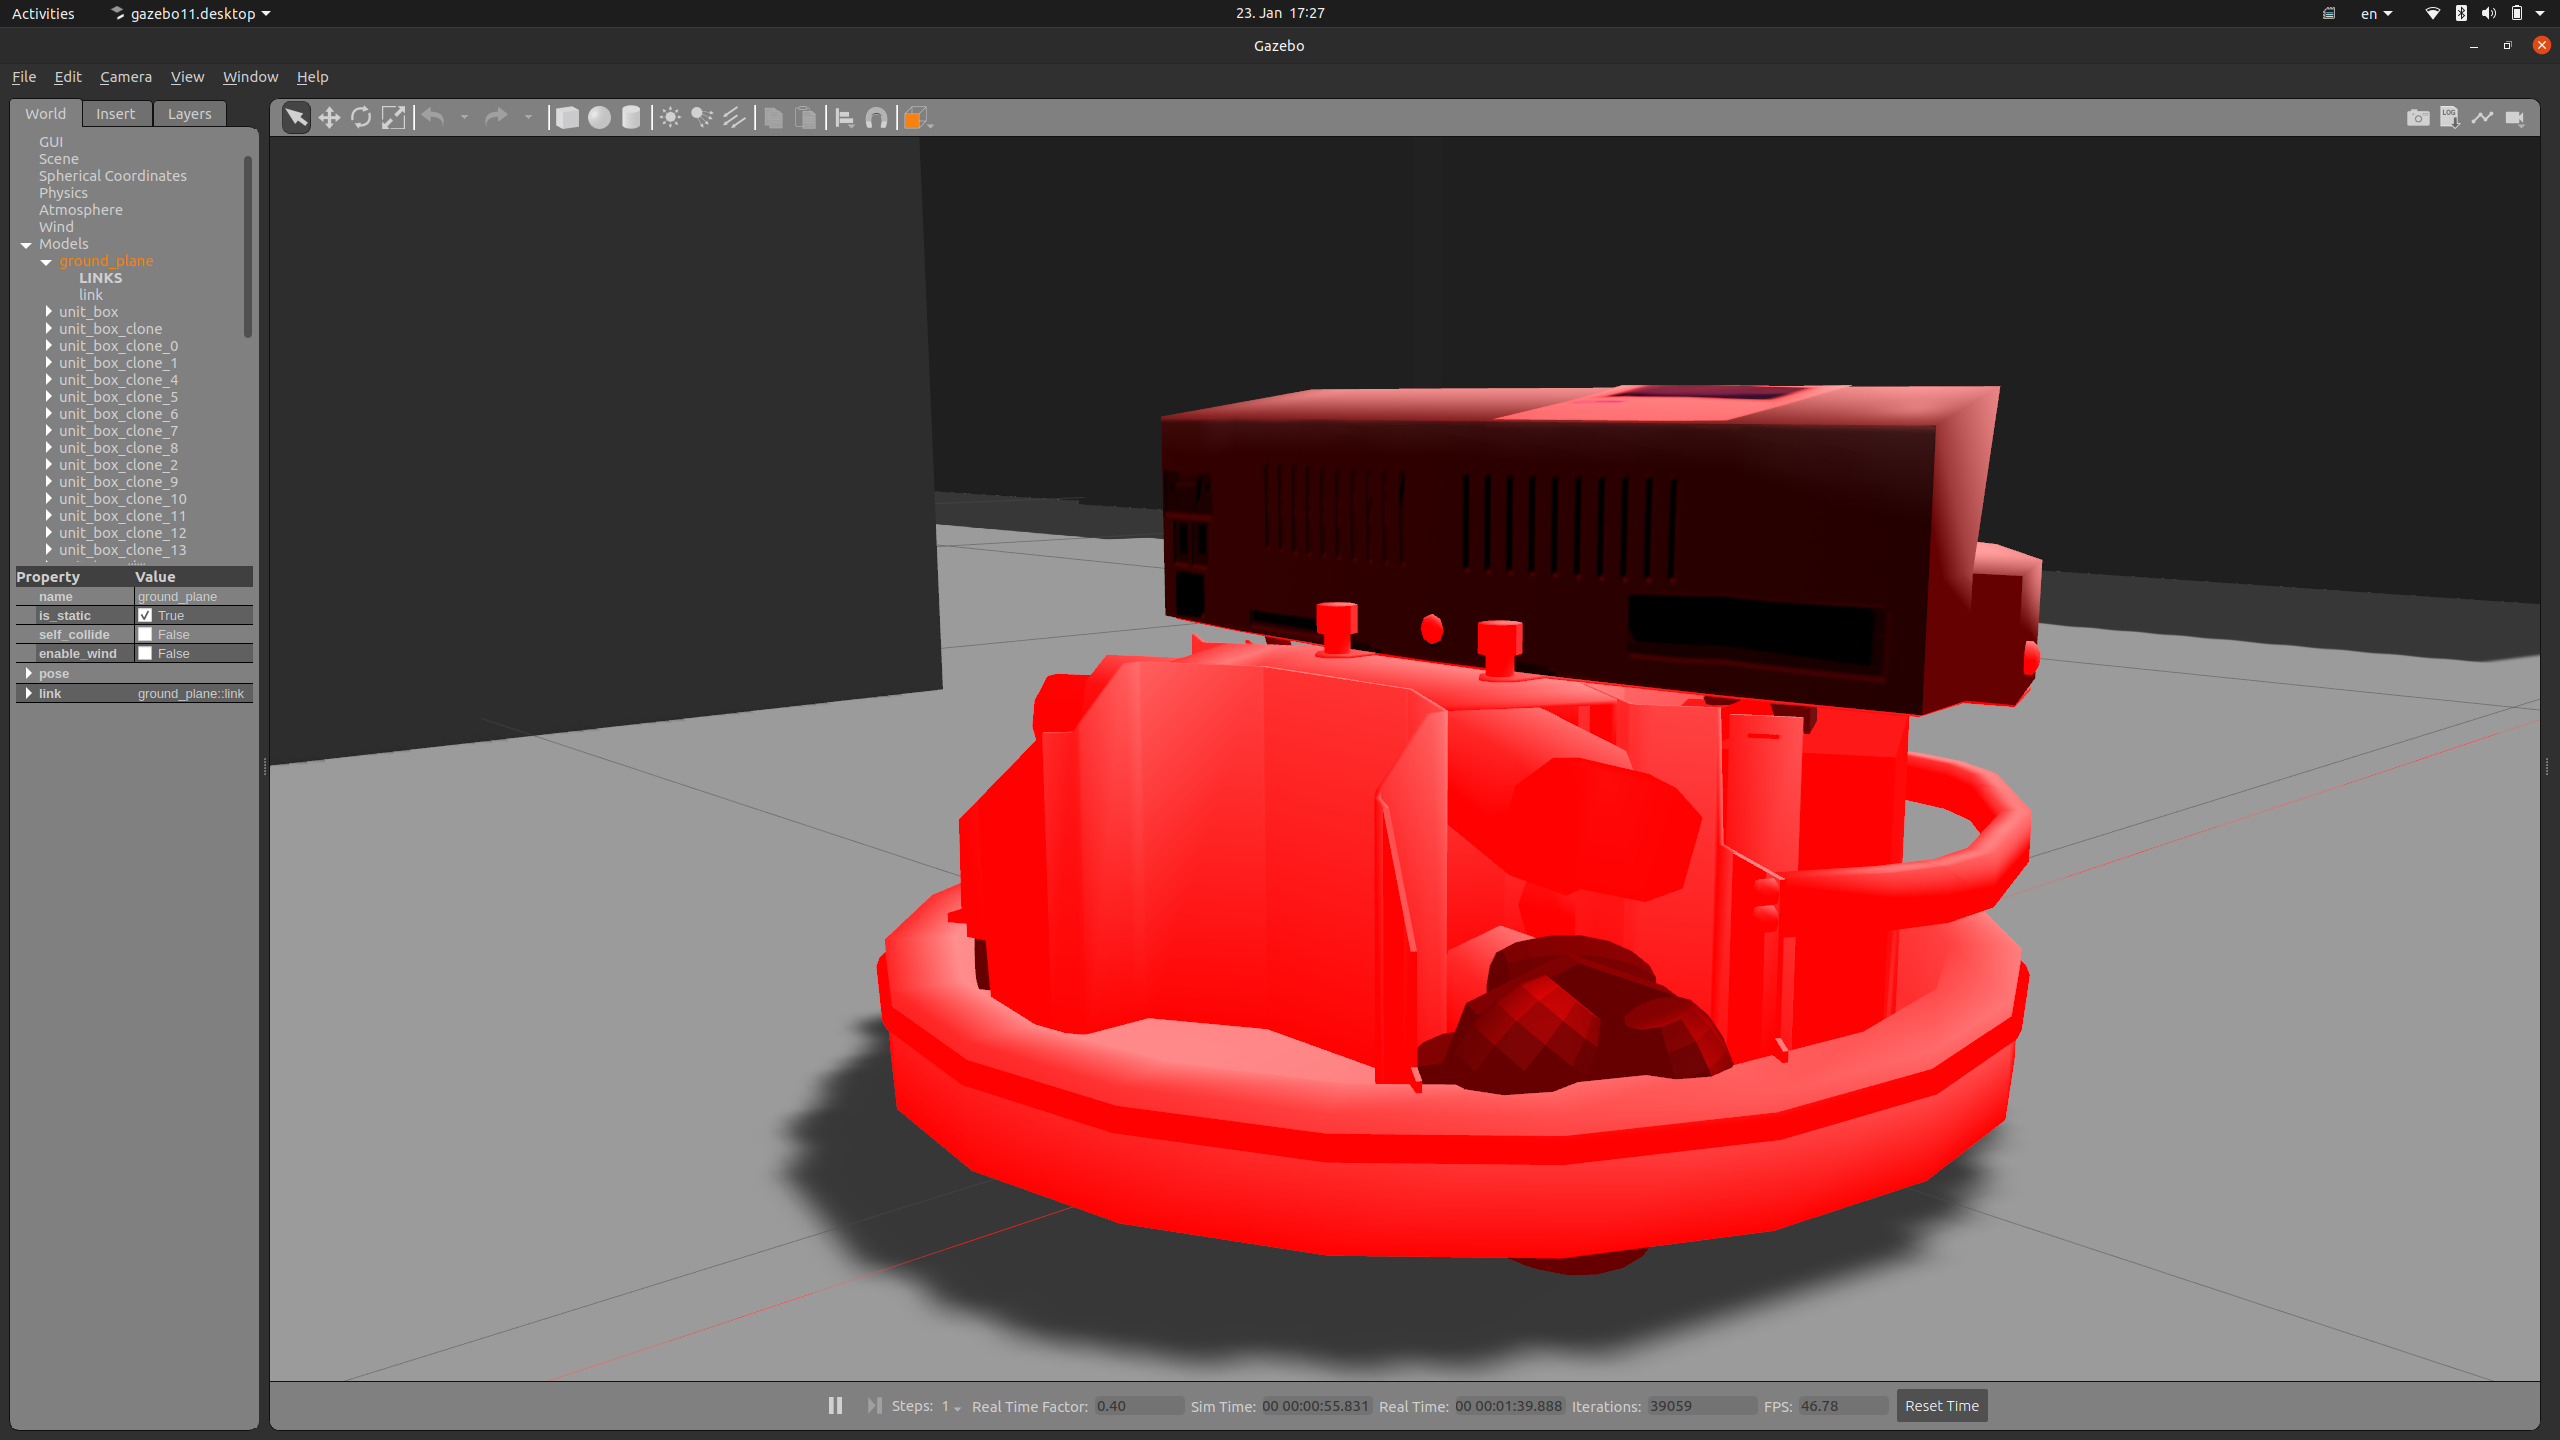 Activities gazebo11.desktop 23. Jan 17:27 en
Gazebo
File Edit Camera View Window Help
World Insert Layers
GUI
Scene
Spherical Coordinates
Physics
Atmosphere
Wind
Models
ground_plane
LINKS
link
unit_box
unit_box_clone
unit_box_clone_0
unit_box_clone_1
unit_box_clone_4
unit_box_clone_5
unit_box_clone_6
unit_box_clone_7
unit_box_clone_8
unit_box_clone_2
unit_box_clone_9
unit_box_clone_10
unit_box_clone_11
unit_box_clone_12
unit_box_clone_13
Property Value
name ground_plane
is_static True
self_collide False
enable_wind False
pose
link ground_plane::link
LOG
Steps: 1 Real Time Factor: 0.40 Sim Time: 00 00:00:55.831 Real Time: 00 00:01:39.888 Iterations: 39059 FPS: 46.78 Reset Time